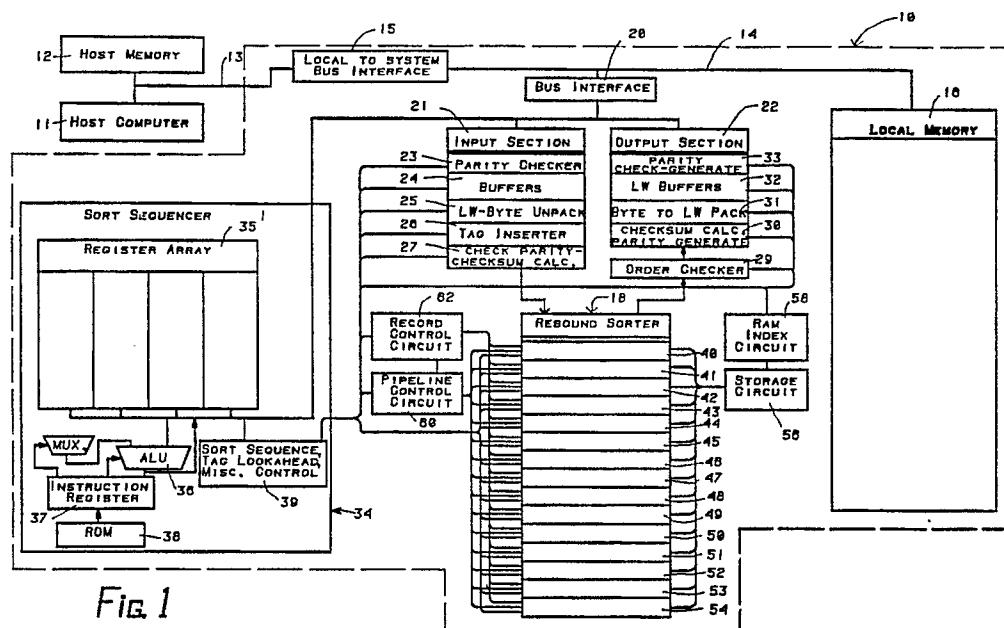 12
HOST MEMORY
13
11
HOST COMPUTER
15
LOCAL TO SYSTEM
BUS INTERFACE
20
BUS INTERFACE
14
10
16
LOCAL MEMORY
21
INPUT SECTION
23
PARITY CHECKER
24
BUFFERS
25
LW-BYTE UNPACK
26
TAG INSERTER
27
CHECK PARITY-
CHECKSUM CALC.
22
OUTPUT SECTION
PARITY
CHECK-GENERATE
33
LW BUFFERS
32
BYTE TO LW PACK
31
CHECKSUM CALC.
PARITY GENERATE
30
ORDER CHECKER
29
SORT SEQUENCER
35
REGISTER ARRAY
MUX.
ALU
36
INSTRUCTION
REGISTER
37
ROM
38
SORT SEQUENCE,
TAG LOOKAHEAD,
MISC. CONTROL
39
34
62
RECORD
CONTROL
CIRCUIT
PIPELINE
CONTROL
CIRCUIT
60
18
REBOUND SORTER
40
41
42
43
44
45
46
47
48
49
50
51
52
53
54
58
RAM
INDEX
CIRCUIT
STORAGE
CIRCUIT
56
FIG. 1